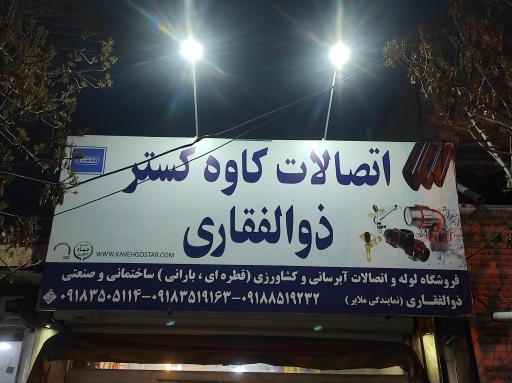 اتصالات کاوه گستر
ذوالفقاری
WWW.KAVEHGOSTAR.COM
فروشگاه لوله و اتصالات آبرسانی و کشاورزی (قطره ای ، بارانی) ساختمانی و صنعتی
ذوالفقاری (نمایندگی ملایر) ۰۹۱۸۸۵۱۹۲۳۲-۰۹۱۸۳۵۱۹۱۶۳-۰۹۱۸۳۵۰۵۱۱۴